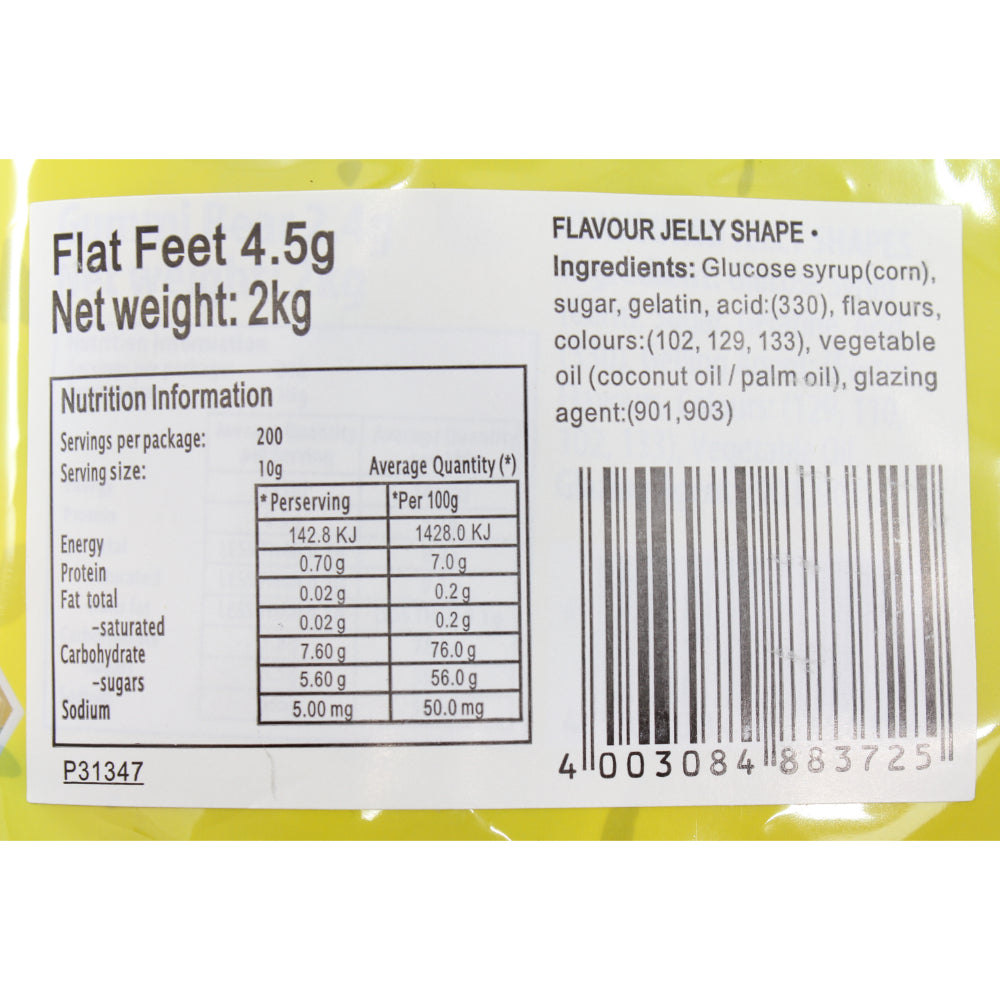 Flat Feet 4.5g
Net weight: 2kg
Nutrition Information
Servings per package: 200
Serving size: 10g
Average Quantity (*)
*Perserving *Per 100g
Energy 142.8 KJ 1428.0 KJ
Protein 0.70 g 7.0 g
Fat total 0.02 g 0.2 g
-saturated 0.02 g 0.2 g
Carbohydrate 7.60 g 76.0 g
-sugars 5.60 g 56.0 g
Sodium 5.00 mg 50.0 mg
P31347
FLAVOUR JELLY SHAPE •
Ingredients: Glucose syrup(corn),
sugar, gelatin, acid:(330), flavours,
colours:(102, 129, 133), vegetable
oil (coconut oil / palm oil), glazing
agent:(901,903)
4 003084 883725